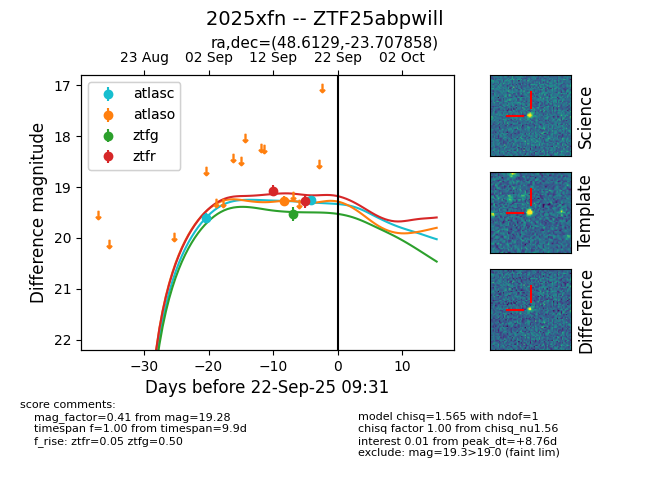 2025xfn -- ZTF25abpwill
ra,dec=(48.6129,-23.707858)
23 Aug 02 Sep 12 Sep 22 Sep 02 Oct
atlasc
atlaso
ztfg
ztfr
17
18
19
20
21
22
Difference magnitude
−30 −20 −10 0 10
Days before 22-Sep-25 09:31
Science
Template
Difference
score comments:
mag_factor=0.41 from mag=19.28
timespan f=1.00 from timespan=9.9d
f_rise: ztfr=0.05 ztfg=0.50
model chisq=1.565 with ndof=1
chisq factor 1.00 from chisq_nu1.56
interest 0.01 from peak_dt=+8.76d
exclude: mag=19.3>19.0 (faint lim)